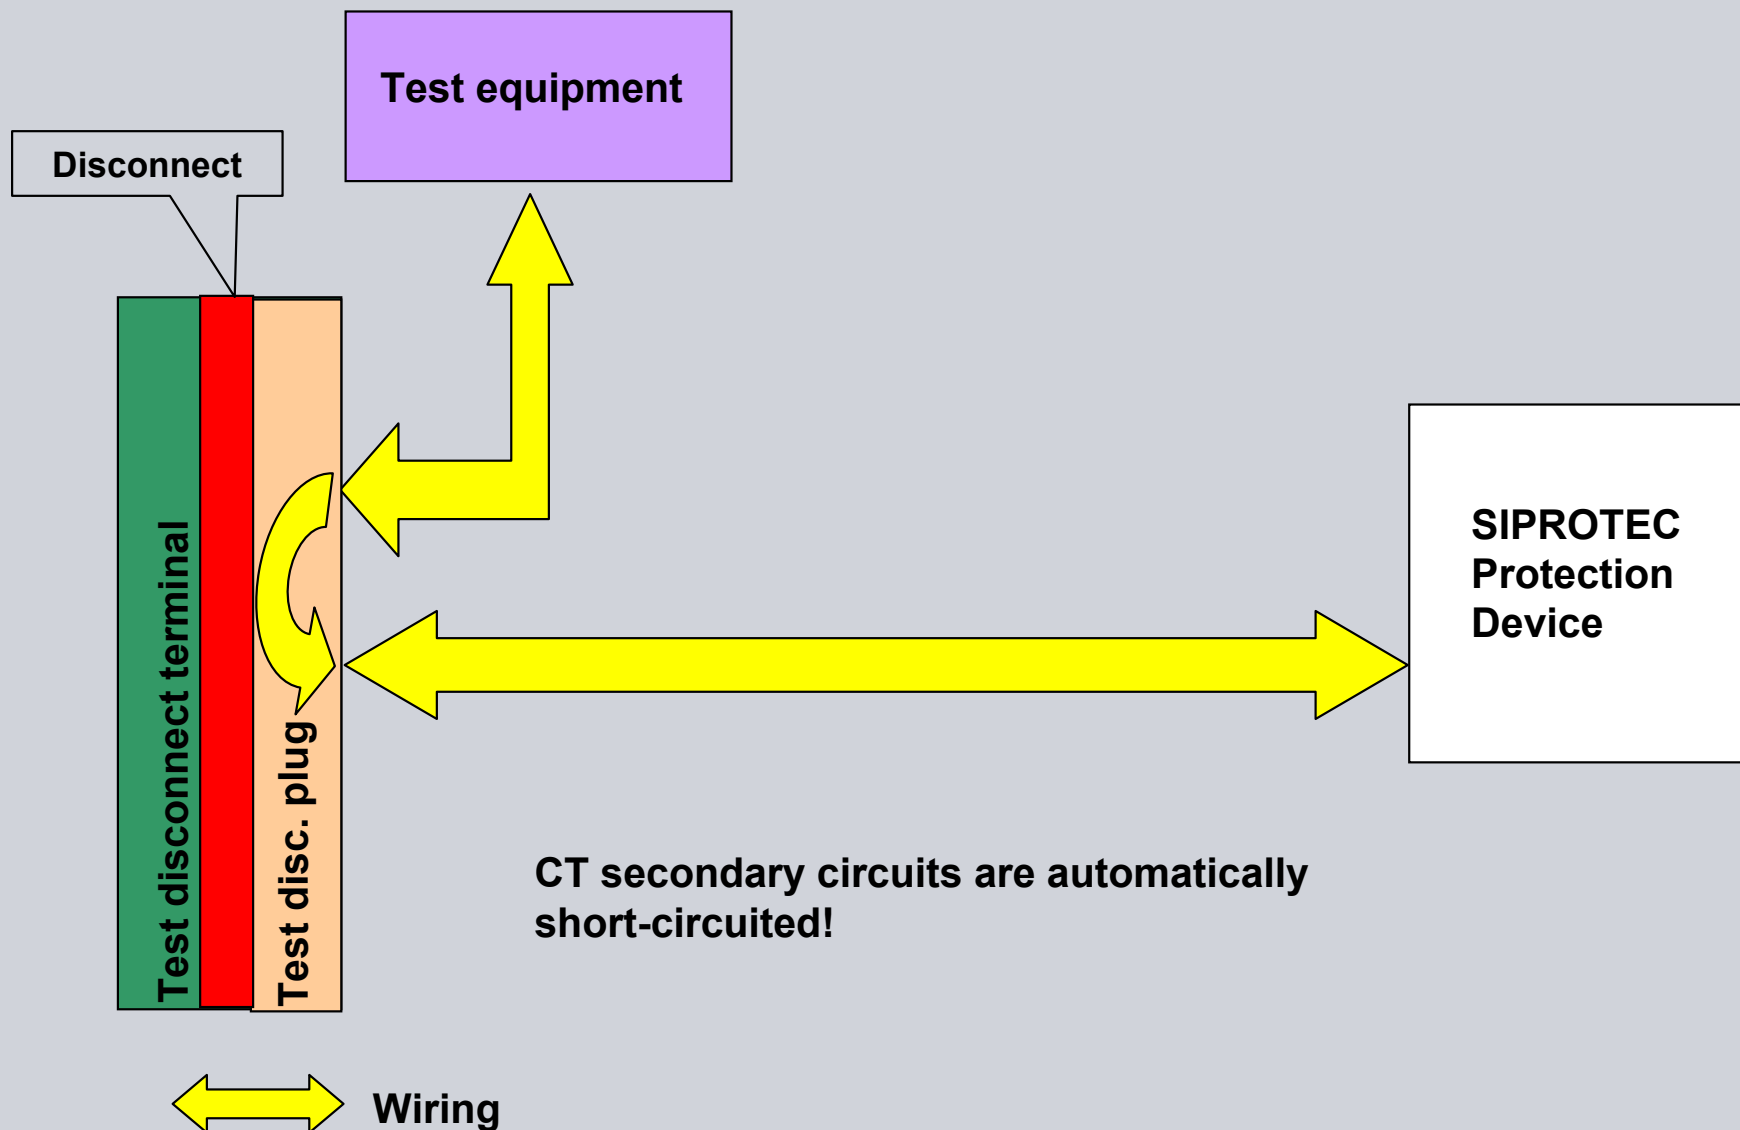 Test equipment
Disconnect
Test disconnect terminal
Test disc. plug
SIPROTEC
Protection
Device
CT secondary circuits are automatically
short-circuited!
Wiring